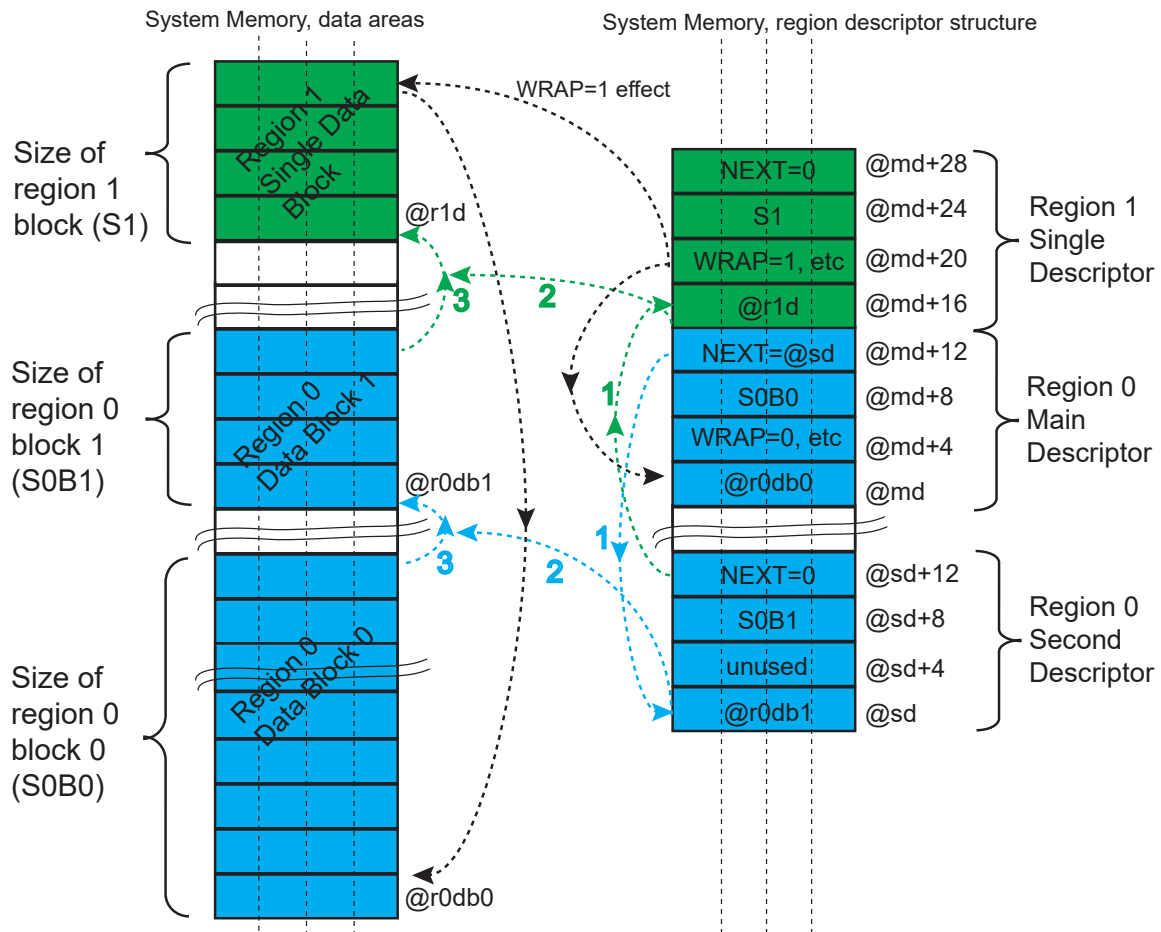 System Memory, data areas
System Memory, region descriptor structure
WRAP=1 effect
Size of
region 1
block (S1)
Region 1
Single Data
Block
@r1d
3
2
Size of
region 0
block 1
(S0B1)
Region 0
Data Block 1
@r0db1
3
2
1
1
Size of
region 0
block 0
(S0B0)
Region 0
Data Block 0
@r0db0
NEXT=0
@md+28
S1
@md+24
WRAP=1, etc
@md+20
@r1d
@md+16
Region 1
Single
Descriptor
NEXT=@sd
@md+12
S0B0
@md+8
WRAP=0, etc
@md+4
@r0db0
@md
Region 0
Main
Descriptor
NEXT=0
@sd+12
S0B1
@sd+8
unused
@sd+4
@r0db1
@sd
Region 0
Second
Descriptor